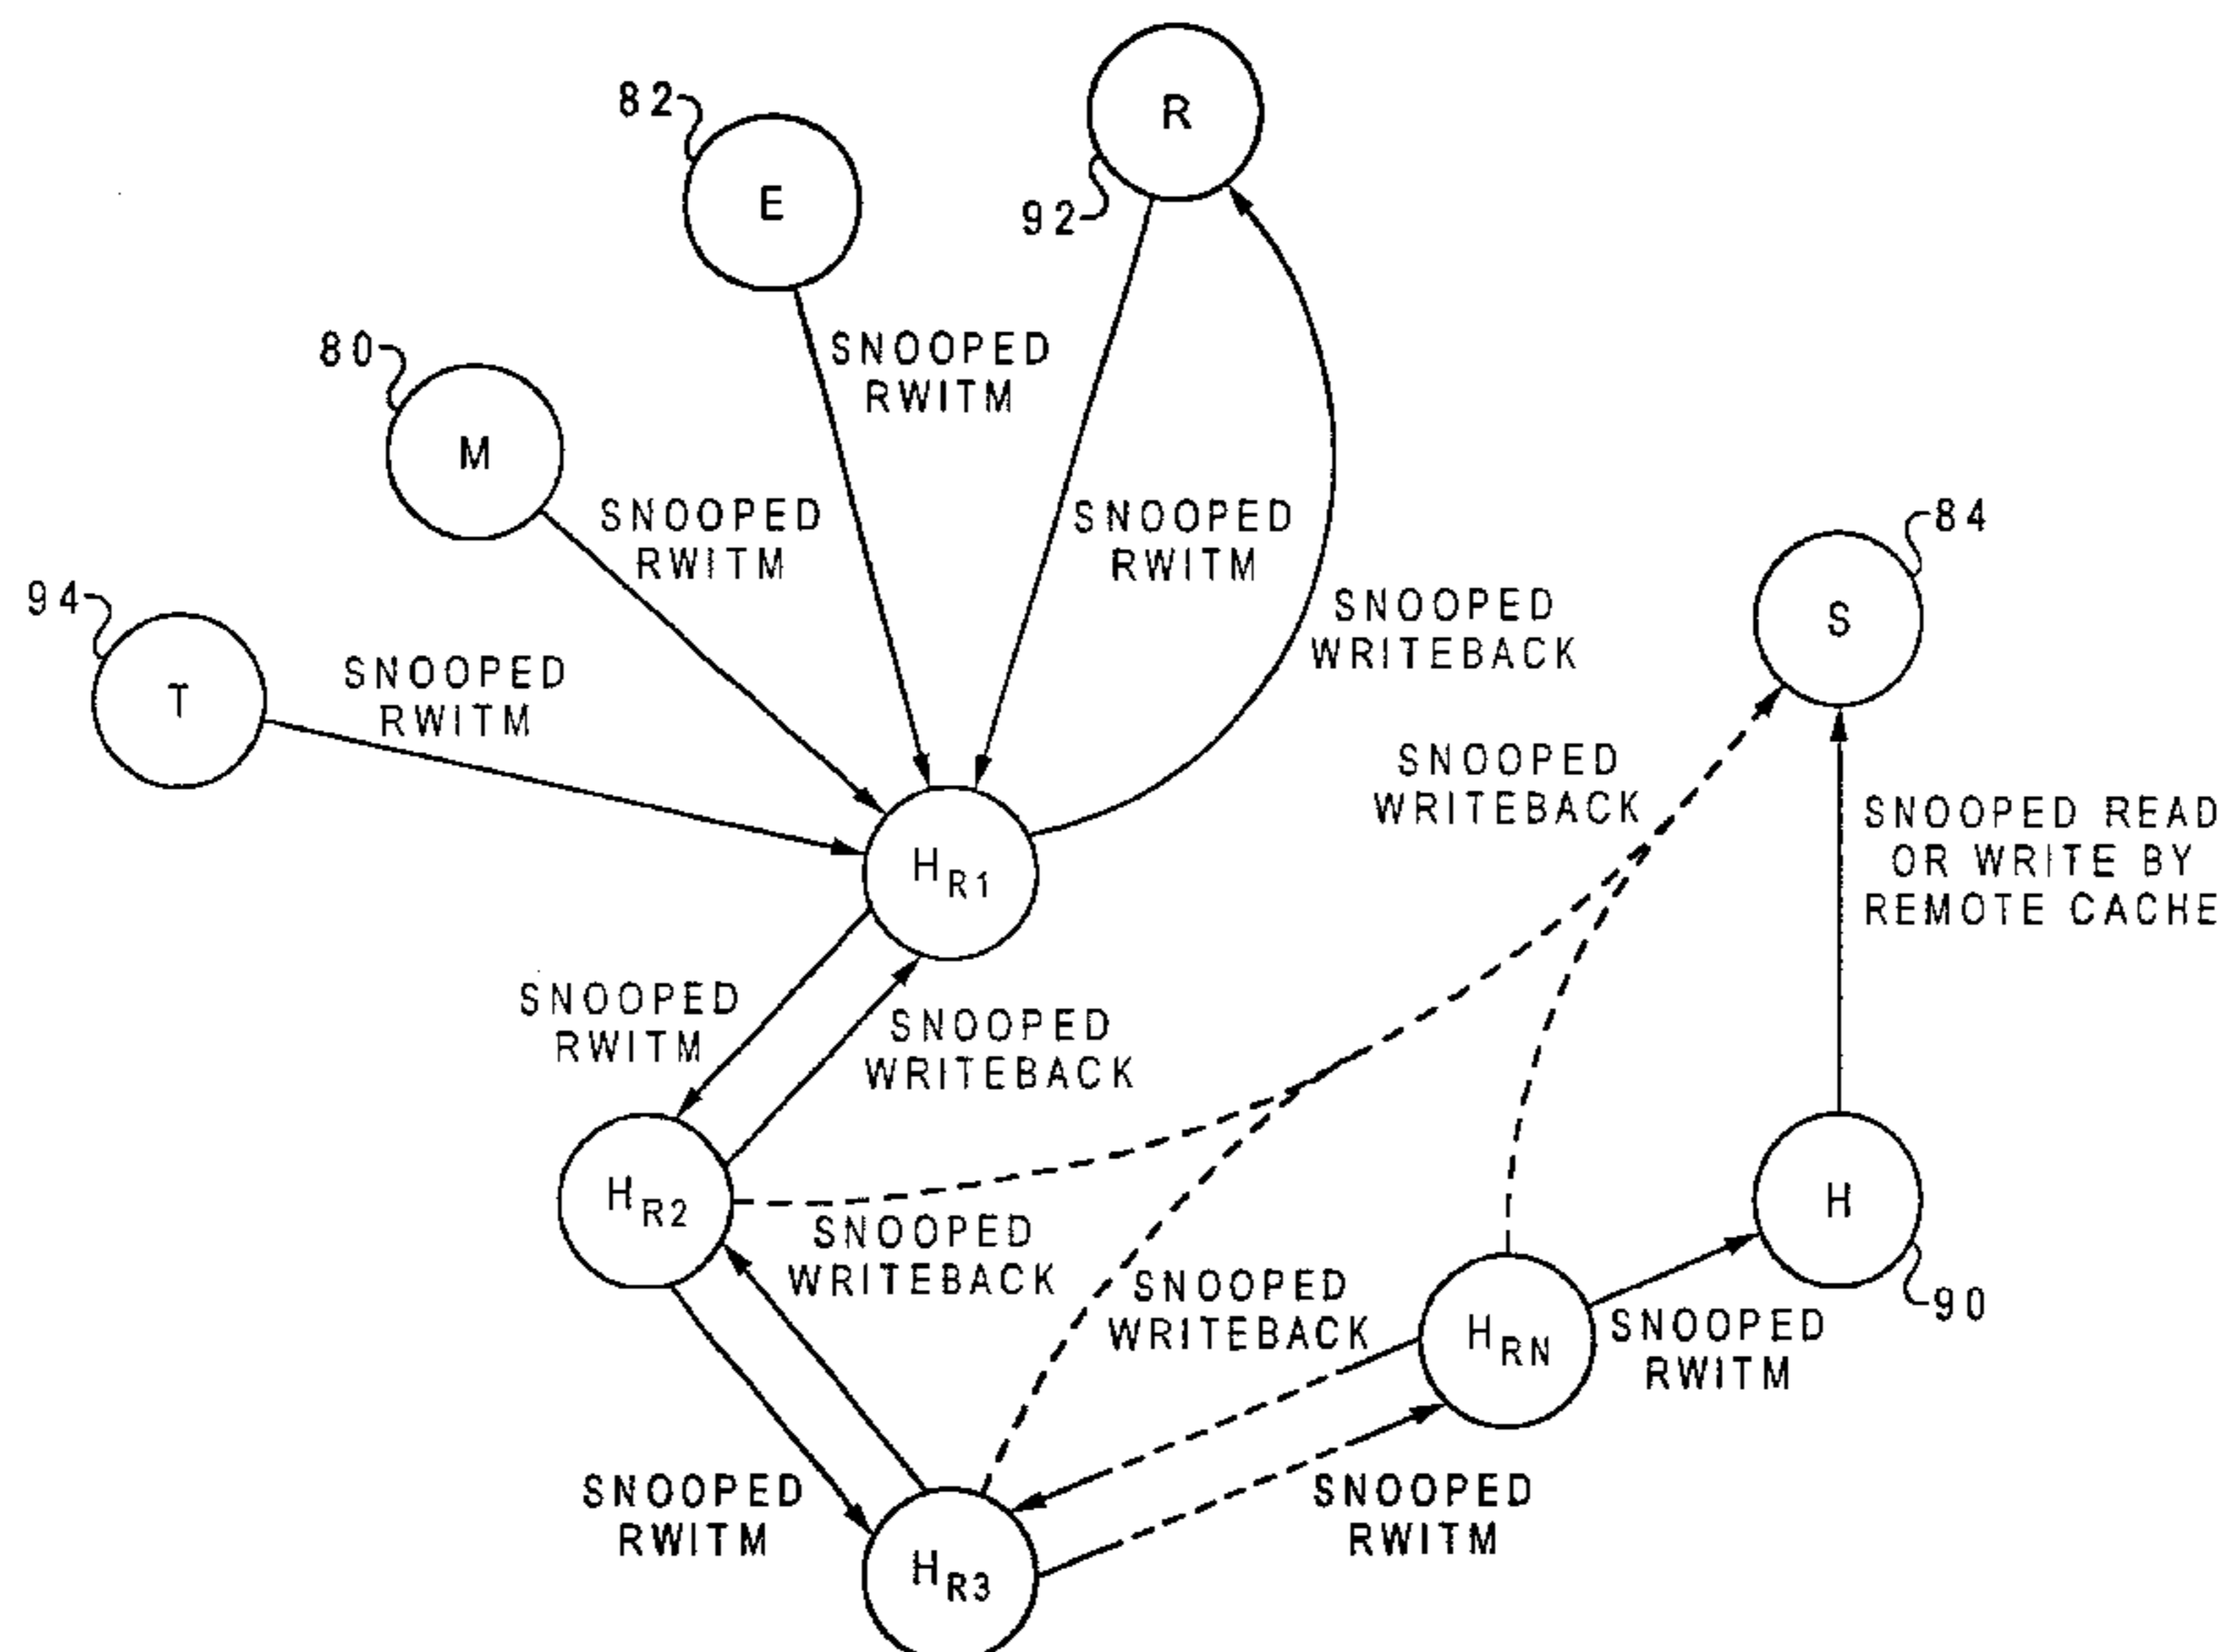 R
82
E
92
SNOOPED
RWITM
80
M
SNOOPED
RWITM
SNOOPED
RWITM
84
S
94
T
SNOOPED
RWITM
SNOOPED
WRITEBACK
SNOOPED
WRITEBACK
SNOOPED READ
OR WRITE BY
REMOTE CACHE
HR1
SNOOPED
RWITM
SNOOPED
WRITEBACK
HR2
SNOOPED
WRITEBACK
H
90
SNOOPED
WRITEBACK
HRN
SNOOPED
RWITM
SNOOPED
RWITM
SNOOPED
RWITM
HR3